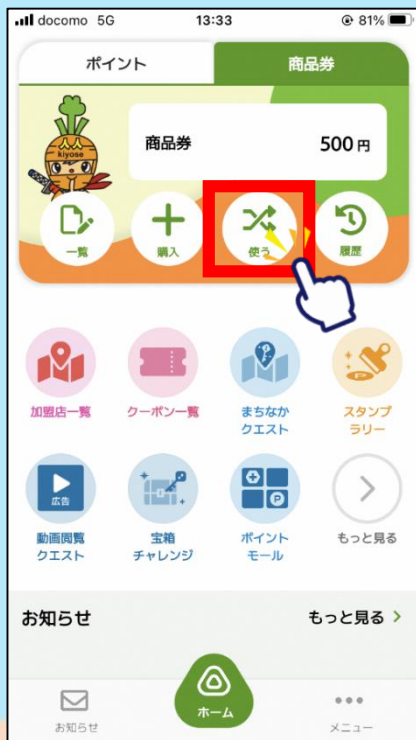 docomo 5G 13:33 81%
ポイント 商品券
kiyose
商品券 500 円
一覧 購入 使う 履歴
加盟店一覧 クーポン一覧 まちなか スタンプ
クエスト ラリー
広告
P
動画閲覧 宝箱 ポイント もっと見る
クエスト チャレンジ モール
お知らせ もっと見る
お知らせ ホーム メニュー